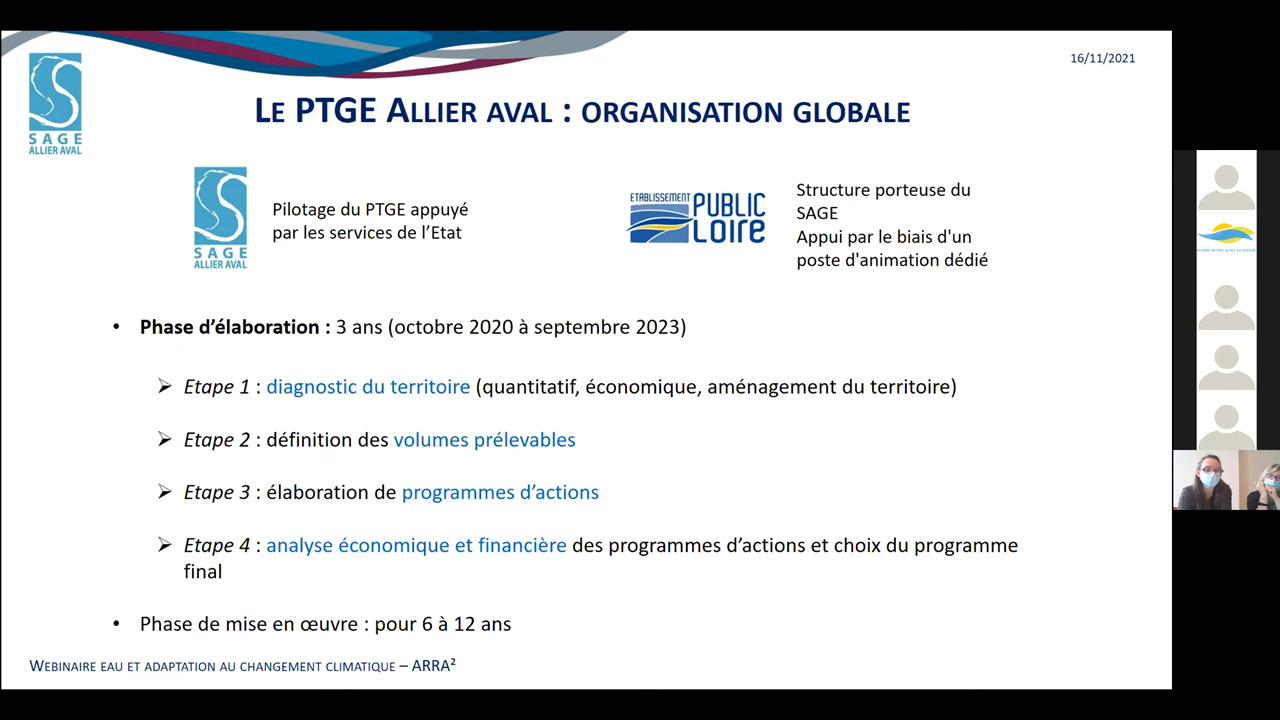 16/11/2021
SAGE
ALLIER AVAL
LE PTGE ALLIER AVAL : ORGANISATION GLOBALE
SAGE
ALLIER AVAL
Pilotage du PTGE appuyé
par les services de l’Etat
ETABLISSEMENT
PUBLIC
LOIRE
Structure porteuse du
SAGE
Appui par le biais d'un
poste d'animation dédié
• Phase d’élaboration : 3 ans (octobre 2020 à septembre 2023)
➢ Etape 1 : diagnostic du territoire (quantitatif, économique, aménagement du territoire)
➢ Etape 2 : définition des volumes prélevables
➢ Etape 3 : élaboration de programmes d’actions
➢ Etape 4 : analyse économique et financière des programmes d’actions et choix du programme
final
• Phase de mise en œuvre : pour 6 à 12 ans
WEBINAIRE EAU ET ADAPTATION AU CHANGEMENT CLIMATIQUE – ARRA²